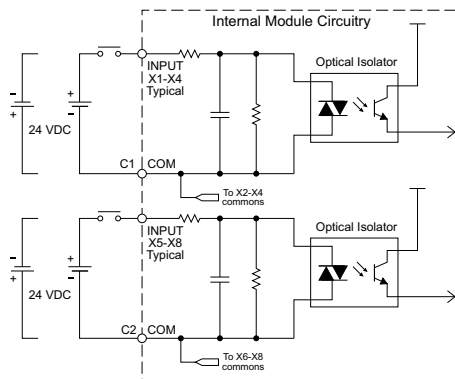 Internal Module Circuitry
INPUT
X1-X4
Typical
Optical Isolator
-
+
+
-
24 VDC
C1
COM
To X2-X4
commons
INPUT
X5-X8
Typical
Optical Isolator
-
+
+
-
24 VDC
C2
COM
To X6-X8
commons